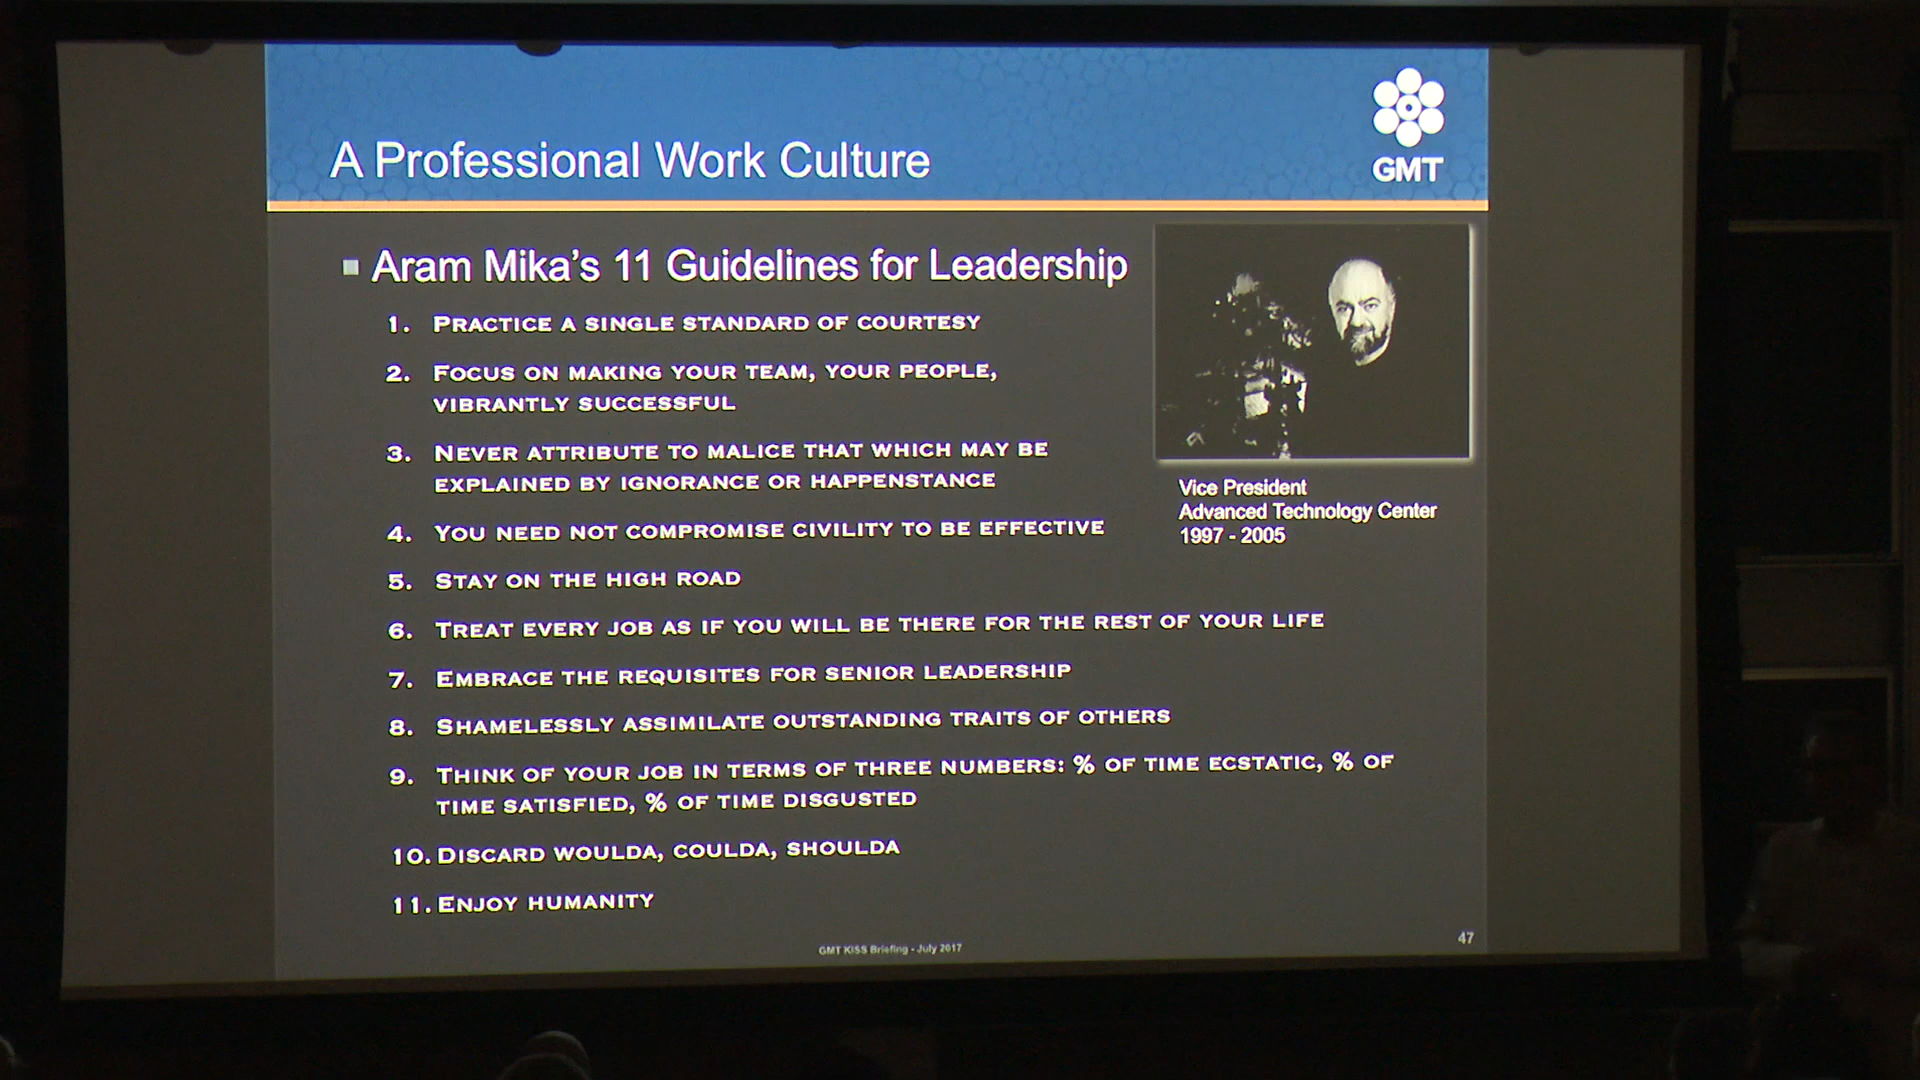 A Professional Work Culture
GMT
▪ Aram Mika's 11 Guidelines for Leadership
1. PRACTICE A SINGLE STANDARD OF COURTESY
2. FOCUS ON MAKING YOUR TEAM, YOUR PEOPLE,
VIBRANTLY SUCCESSFUL
3. NEVER ATTRIBUTE TO MALICE THAT WHICH MAY BE
EXPLAINED BY IGNORANCE OR HAPPENSTANCE
4. YOU NEED NOT COMPROMISE CIVILITY TO BE EFFECTIVE
5. STAY ON THE HIGH ROAD
6. TREAT EVERY JOB AS IF YOU WILL BE THERE FOR THE REST OF YOUR LIFE
7. EMBRACE THE REQUISITES FOR SENIOR LEADERSHIP
8. SHAMELESSLY ASSIMILATE OUTSTANDING TRAITS OF OTHERS
9. THINK OF YOUR JOB IN TERMS OF THREE NUMBERS: % OF TIME ECSTATIC, % OF
TIME SATISFIED, % OF TIME DISGUSTED
10. DISCARD WOULDA, COULDA, SHOULDA
11. ENJOY HUMANITY
Vice President
Advanced Technology Center
1997 - 2005
GMT KISS Briefing - July 2017
47